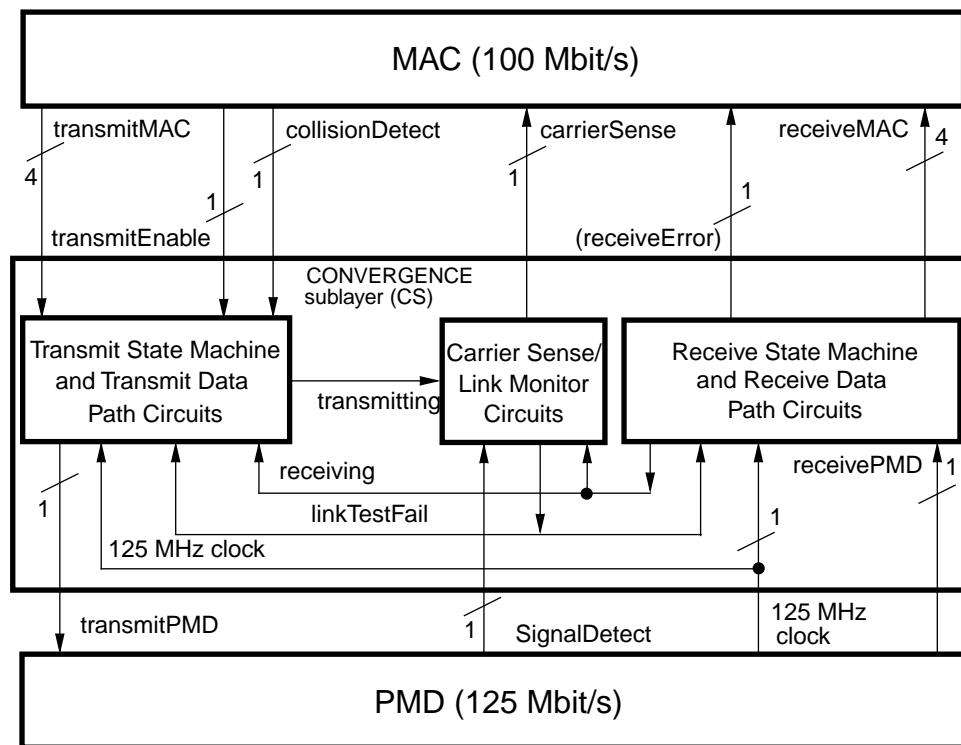 MAC (100 Mbit/s)
transmitMAC
collisionDetect
carrierSense
receiveMAC
4
1
1
1
1
4
transmitEnable
(receiveError)
CONVERGENCE
sublayer (CS)
Transmit State Machine
and Transmit Data
Path Circuits
transmitting
Carrier Sense/
Link Monitor
Circuits
Receive State Machine
and Receive Data
Path Circuits
receiving
receivePMD
1
1
linkTestFail
1
125 MHz clock
transmitPMD
1
SignalDetect
125 MHz
clock
PMD (125 Mbit/s)